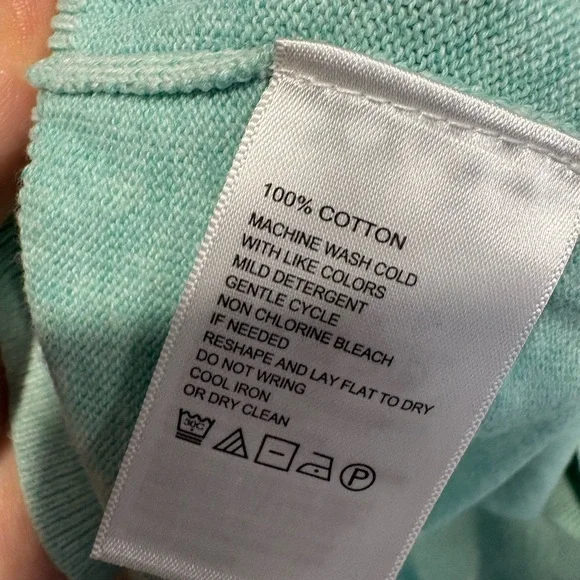 100% COTTON
MACHINE WASH COLD
WITH LIKE COLORS
MILD DETERGENT
GENTLE CYCLE
NON CHLORINE BLEACH
IF NEEDED
RESHAPE AND LAY FLAT TO DRY
DO NOT WRING
COOL IRON
OR DRY CLEAN
30C P